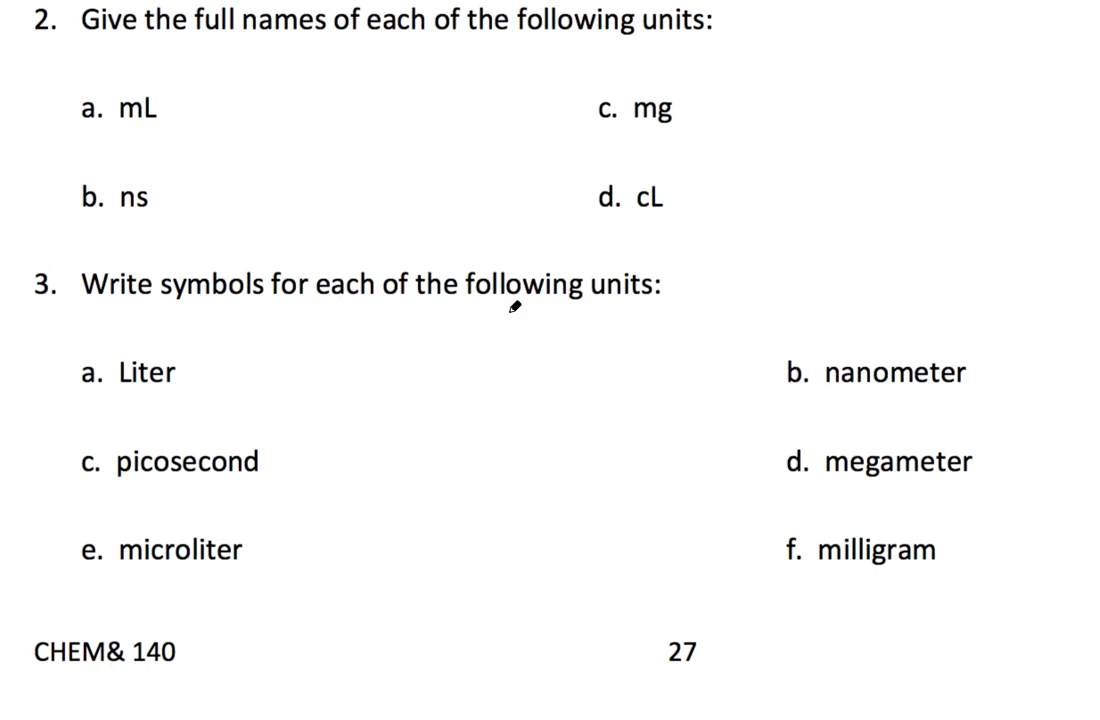 2. Give the full names of each of the following units:
a. mL c. mg
b. ns d. cL
3. Write symbols for each of the following units:
a. Liter b. nanometer
c. picosecond d. megameter
e. microliter f. milligram
CHEM& 140 27